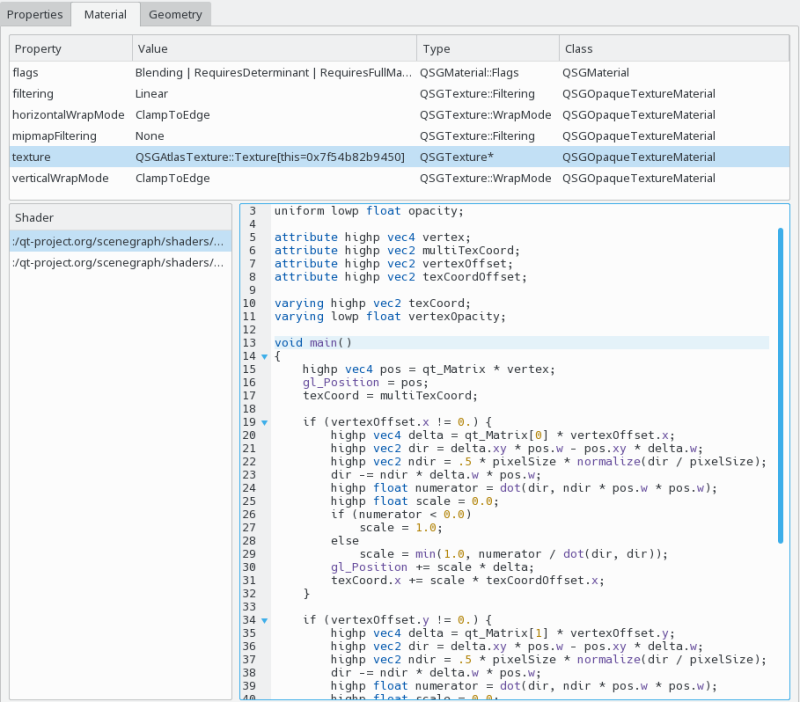 Properties Material Geometry
Property Value Type Class
flags Blending | RequiresDeterminant | RequiresFullMa... QSGMaterial::Flags QSGMaterial
filtering Linear QSGTexture::Filtering QSGOpaqueTextureMaterial
horizontalWrapMode ClampToEdge QSGTexture::WrapMode QSGOpaqueTextureMaterial
mipmapFiltering None QSGTexture::Filtering QSGOpaqueTextureMaterial
texture QSGAtlasTexture::Texture[this=0x7f54b82b9450] QSGTexture* QSGOpaqueTextureMaterial
verticalWrapMode ClampToEdge QSGTexture::WrapMode QSGOpaqueTextureMaterial
Shader
:/qt-project.org/scenegraph/shaders/...
:/qt-project.org/scenegraph/shaders/...
3 uniform lowp float opacity;
4
5 attribute highp vec4 vertex;
6 attribute highp vec2 multiTexCoord;
7 attribute highp vec2 vertexOffset;
8 attribute highp vec2 texCoordOffset;
9
10 varying highp vec2 texCoord;
11 varying lowp float vertexOpacity;
12
13 void main()
14 {
15 highp vec4 pos = qt_Matrix * vertex;
16 gl_Position = pos;
17 texCoord = multiTexCoord;
18
19 if (vertexOffset.x != 0.) {
20 highp vec4 delta = qt_Matrix[0] * vertexOffset.x;
21 highp vec2 dir = delta.xy * pos.w - pos.xy * delta.w;
22 highp vec2 ndir = .5 * pixelSize * normalize(dir / pixelSize);
23 dir -= ndir * delta.w * pos.w;
24 highp float numerator = dot(dir, ndir * pos.w * pos.w);
25 highp float scale = 0.0;
26 if (numerator < 0.0)
27 scale = 1.0;
28 else
29 scale = min(1.0, numerator / dot(dir, dir));
30 gl_Position += scale * delta;
31 texCoord.x += scale * texCoordOffset.x;
32 }
33
34 if (vertexOffset.y != 0.) {
35 highp vec4 delta = qt_Matrix[1] * vertexOffset.y;
36 highp vec2 dir = delta.xy * pos.w - pos.xy * delta.w;
37 highp vec2 ndir = .5 * pixelSize * normalize(dir / pixelSize);
38 dir -= ndir * delta.w * pos.w;
39 highp float numerator = dot(dir, ndir * pos.w * pos.w);
40 highp float scale = 0.0;